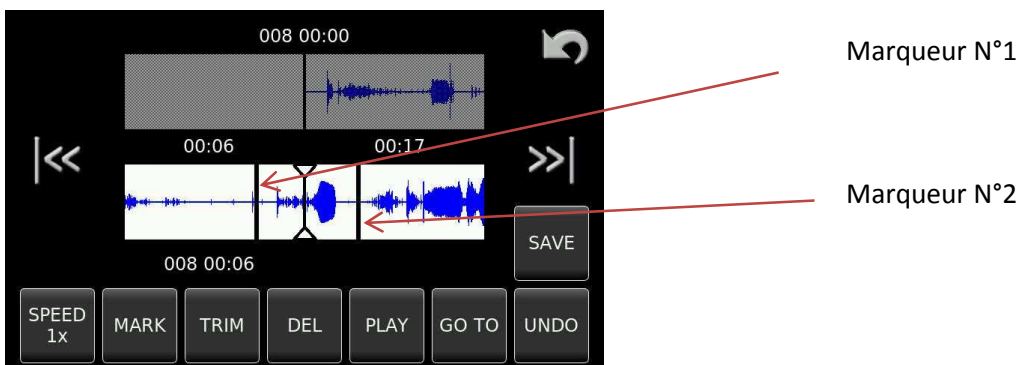 008 00:00
Marqueur N°1
|<<
00:06
00:17
>>|
Marqueur N°2
008 00:06
SAVE
SPEED
1x
MARK
TRIM
DEL
PLAY
GO TO
UNDO